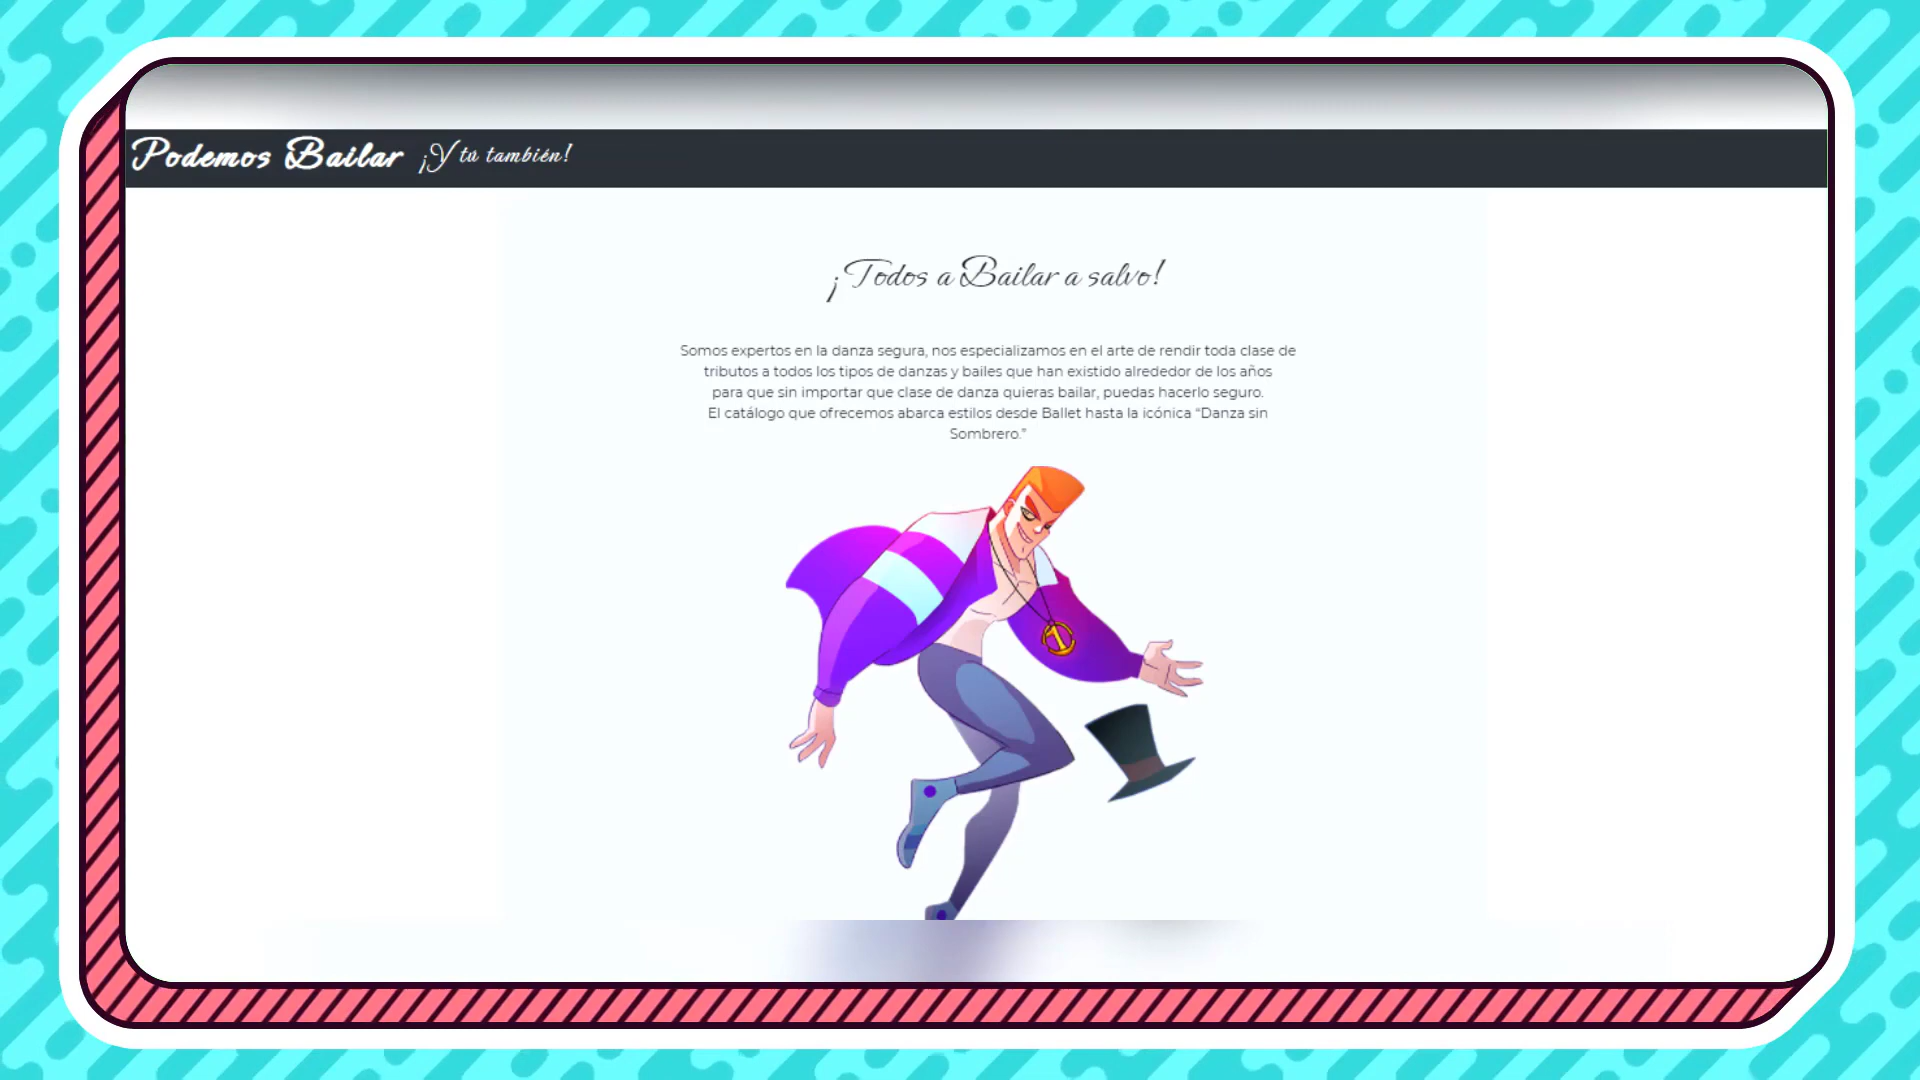 Podemos Bailar ¡Y tú también!
¡Todos a Bailar a salvo!
Somos expertos en la danza segura, nos especializamos en el arte de rendir toda clase de
tributos a todos los tipos de danzas y bailes que han existido alrededor de los años
para que sin importar que clase de danza quieras bailar, puedas hacerlo seguro.
El catálogo que ofrecemos abarca estilos desde Ballet hasta la icónica “Danza sin
Sombrero.”
1